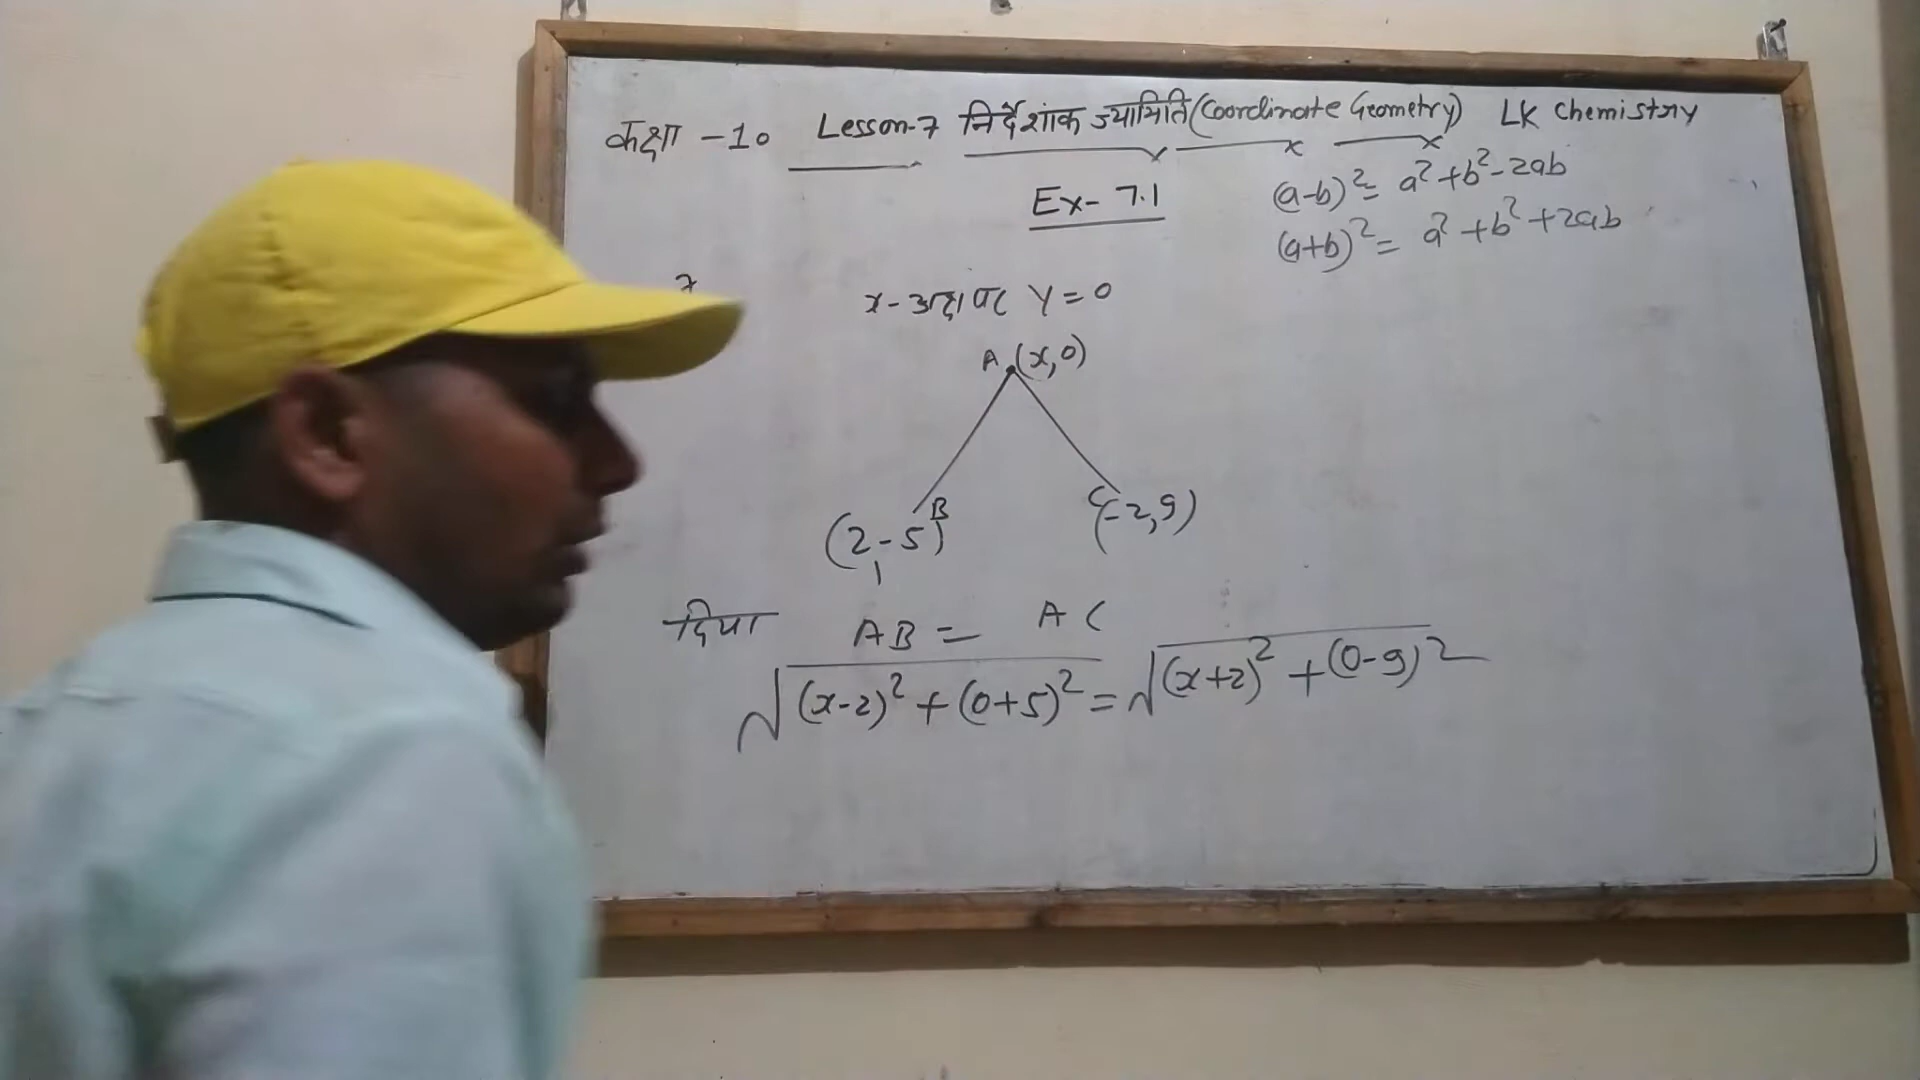 कक्षा -10 Lesson-7 निर्देशांक ज्यामिति (Coordinate Geometry) LK Chemistry
Ex- 7.1
(a-b)² = a²+b²-2ab
(a+b)² = a²+b²+2ab
7
x-अक्ष पर Y=0
A (x,0)
B C
(2,-5) (-2,9)
दिया AB = AC
√(x-2)² + (0+5)² = √(x+2)² + (0-9)²